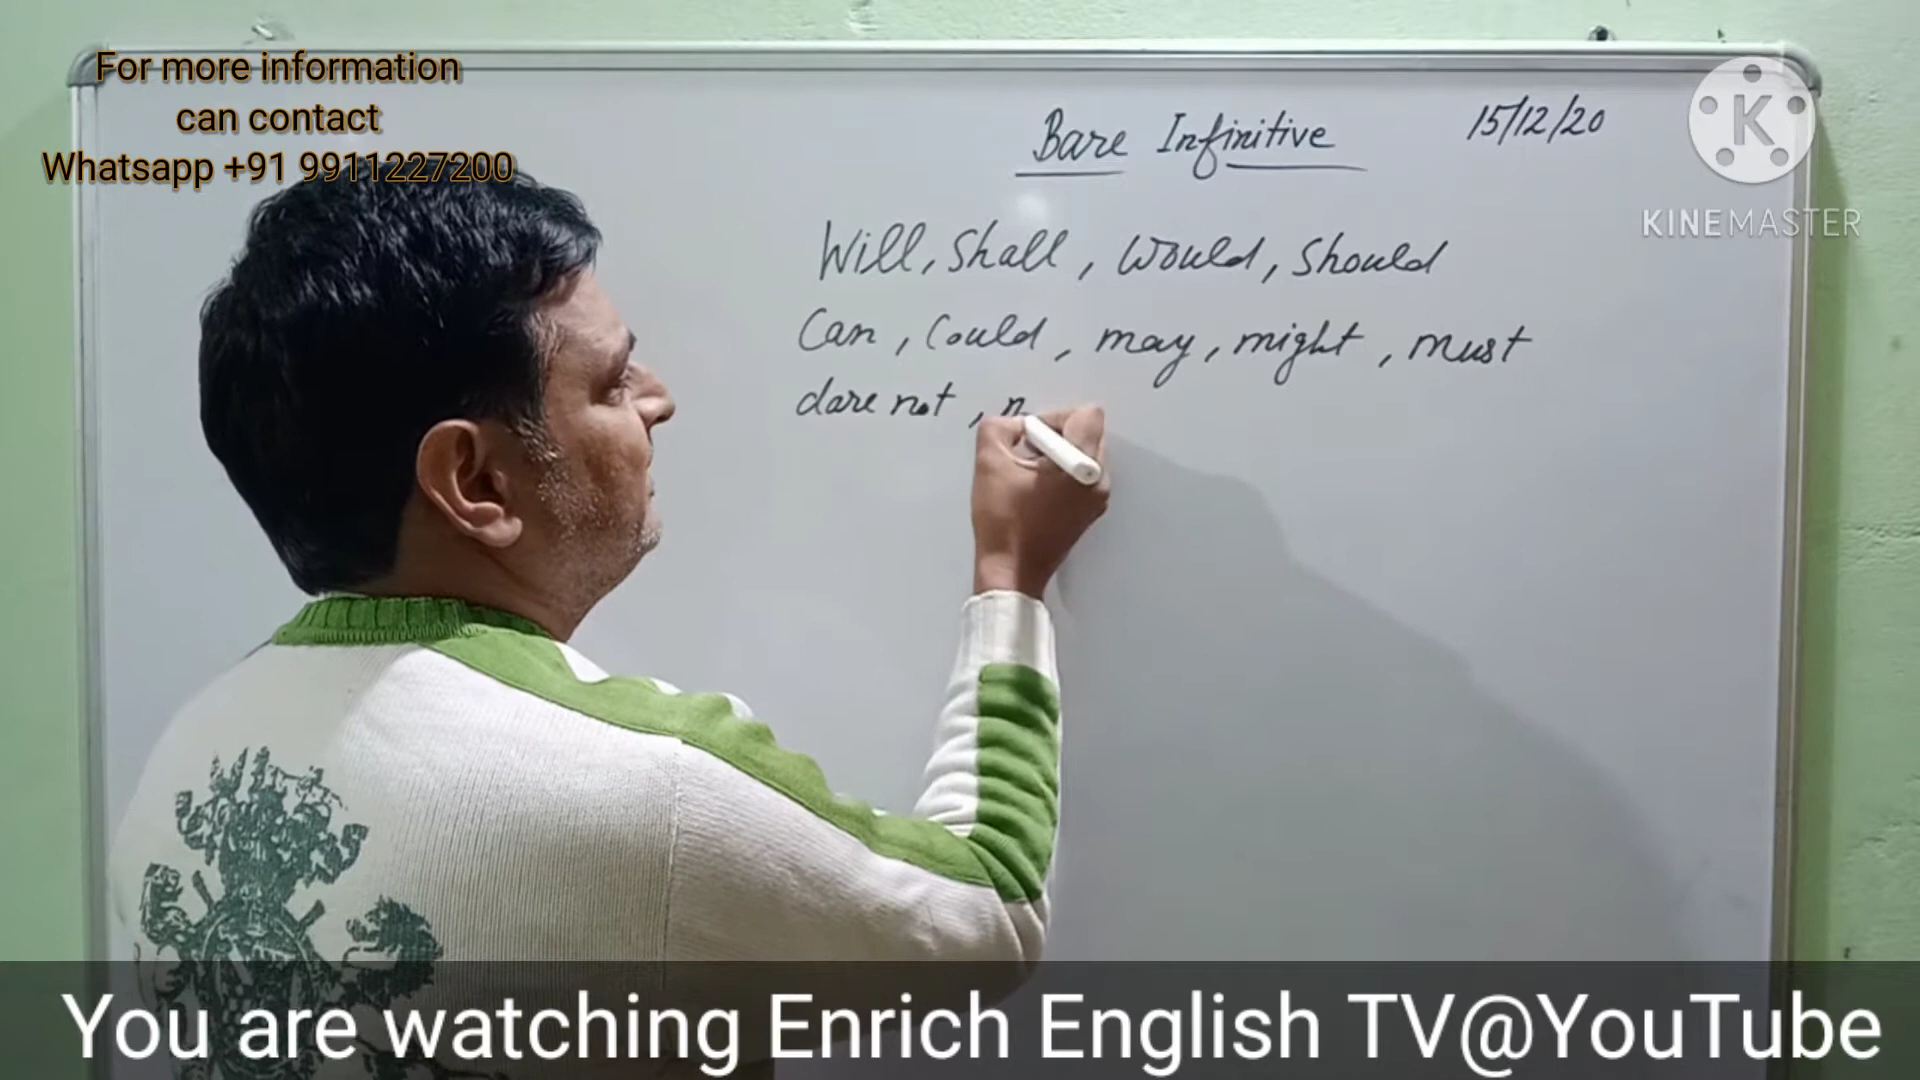 For more information
can contact
Whatsapp +91 9911227200
Bare Infinitive 15/12/20
K
KINEMASTER
Will, Shall, Would, Should
Can, Could, may, might, must
dare not, n
You are watching Enrich English TV@YouTube